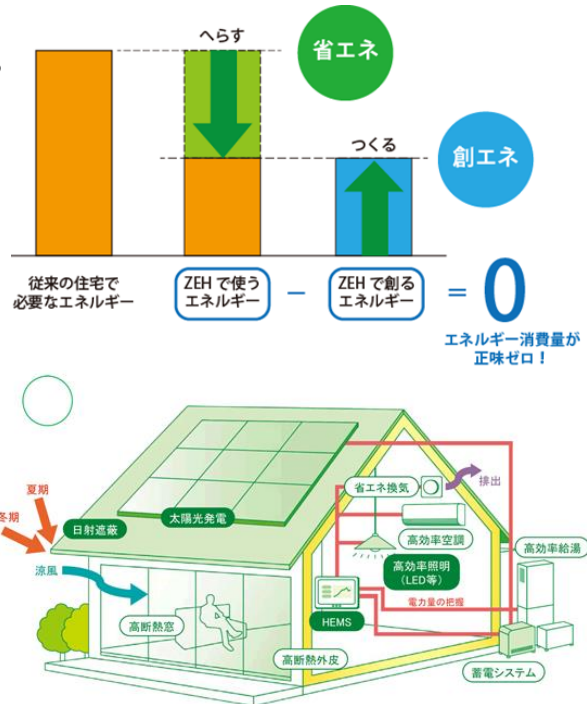 へらす
省エネ
つくる
創エネ
従来の住宅で
必要なエネルギー
ZEHで使う
エネルギー
−
ZEHで創る
エネルギー
= 0
エネルギー消費量が
正味ゼロ！
夏期
冬期
日射遮蔽
太陽光発電
涼風
高断熱窓
省エネ換気
排出
高効率空調
高効率照明
（LED等）
高効率給湯
電力量の把握
HEMS
高断熱外皮
蓄電システム